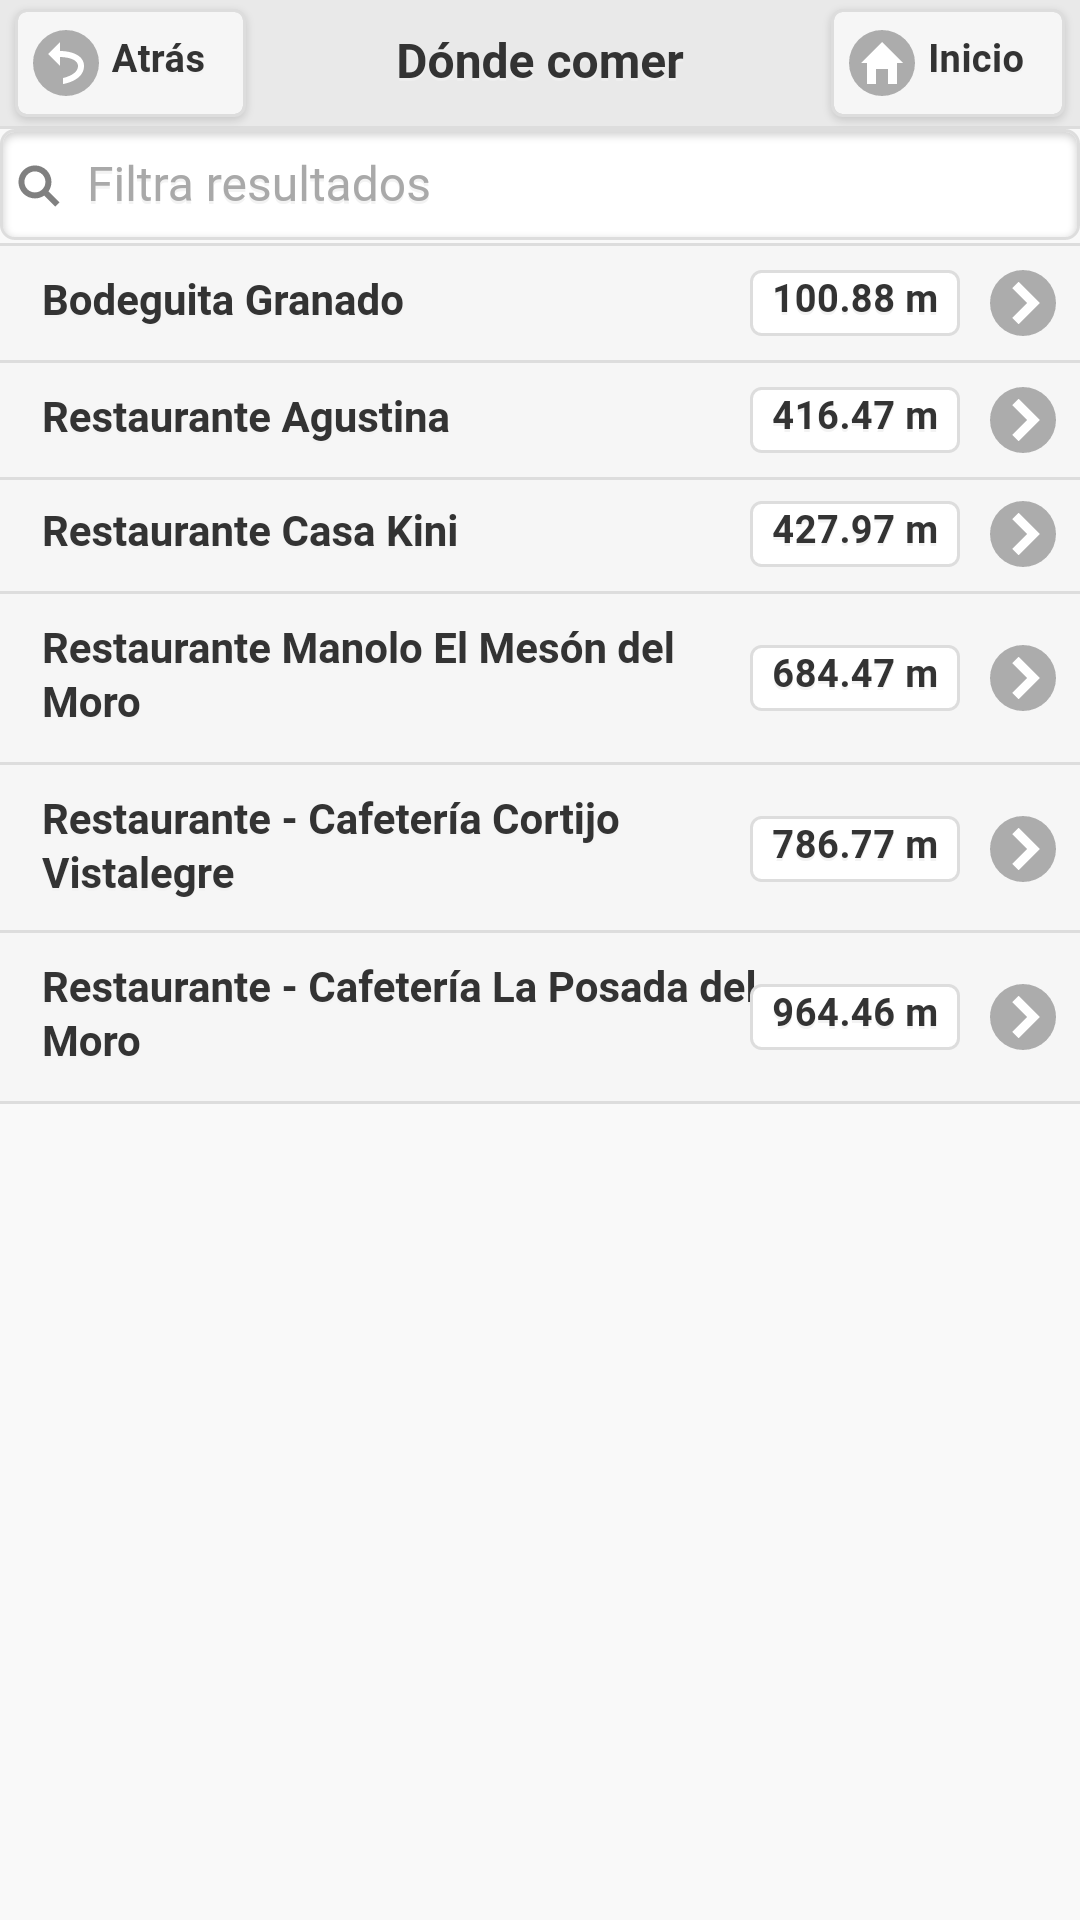 Atrás
Dónde comer
Inicio
Filtra resultados
Bodeguita Granado
100.88 m
Restaurante Agustina
416.47 m
Restaurante Casa Kini
427.97 m
Restaurante Manolo El Mesón del
Moro
684.47 m
Restaurante - Cafetería Cortijo
Vistalegre
786.77 m
Restaurante - Cafetería La Posada del
Moro
964.46 m